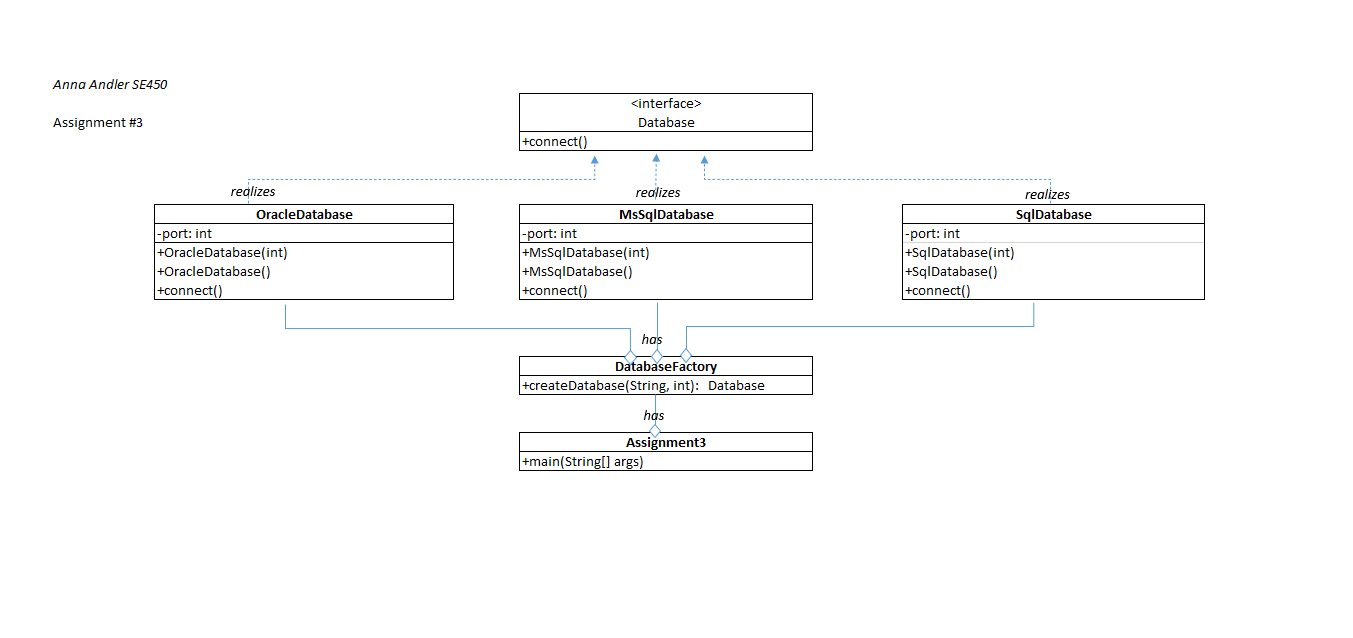 Anna Andler SE450
Assignment #3
<interface>
Database
+connect()
realizes
realizes
realizes
OracleDatabase
-port: int
+OracleDatabase(int)
+OracleDatabase()
+connect()
MsSqlDatabase
-port: int
+MsSqlDatabase(int)
+MsSqlDatabase()
+connect()
SqlDatabase
-port: int
+SqlDatabase(int)
+SqlDatabase()
+connect()
has
DatabaseFactory
+createDatabase(String, int): Database
has
Assignment3
+main(String[] args)